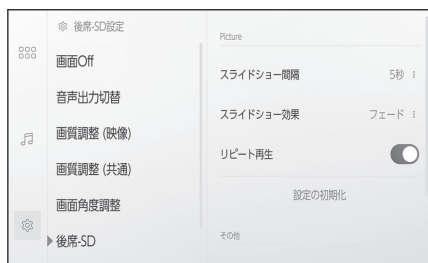 後席-SD設定
画面Off
音声出力切替
画質調整 (映像)
画質調整 (共通)
画面角度調整
後席-SD
Picture
スライドショー間隔 5秒
スライドショー効果 フェード
リピート再生
設定の初期化
その他